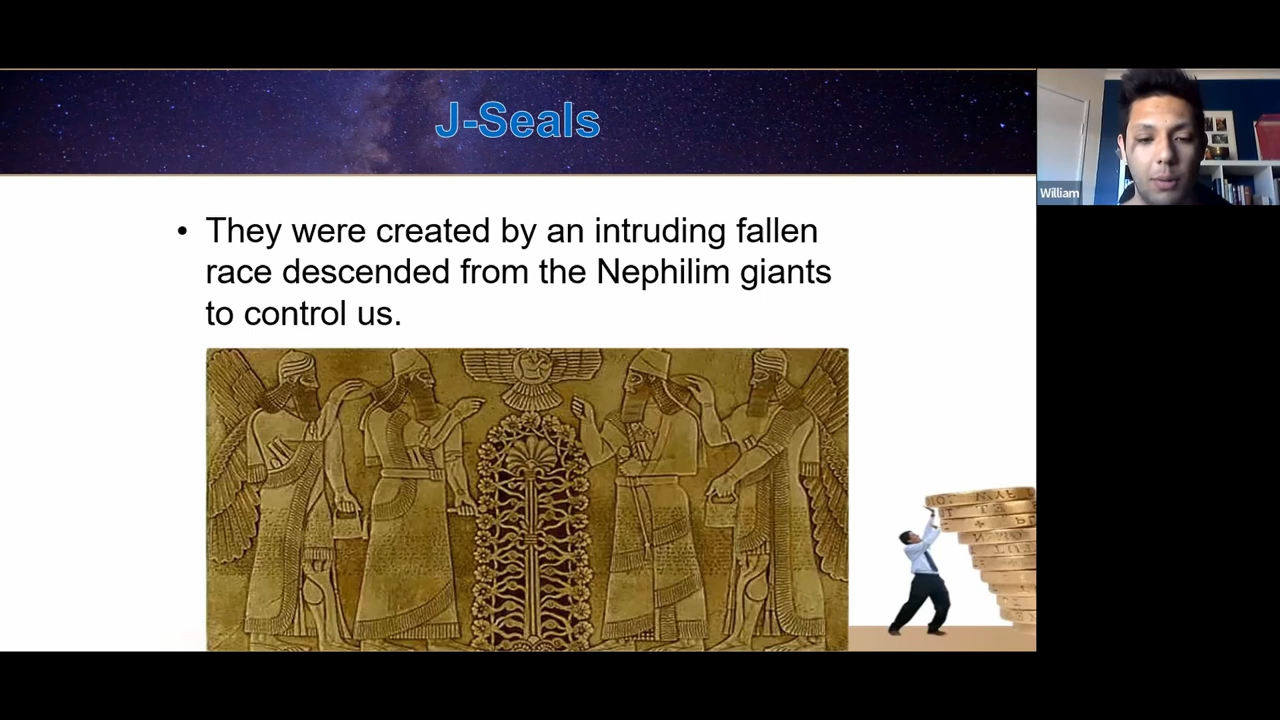 J-Seals
• They were created by an intruding fallen
race descended from the Nephilim giants
to control us.
William